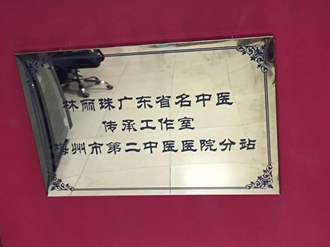 林丽珠广东省名中医
传承工作室
梅州市第二中医医院分站